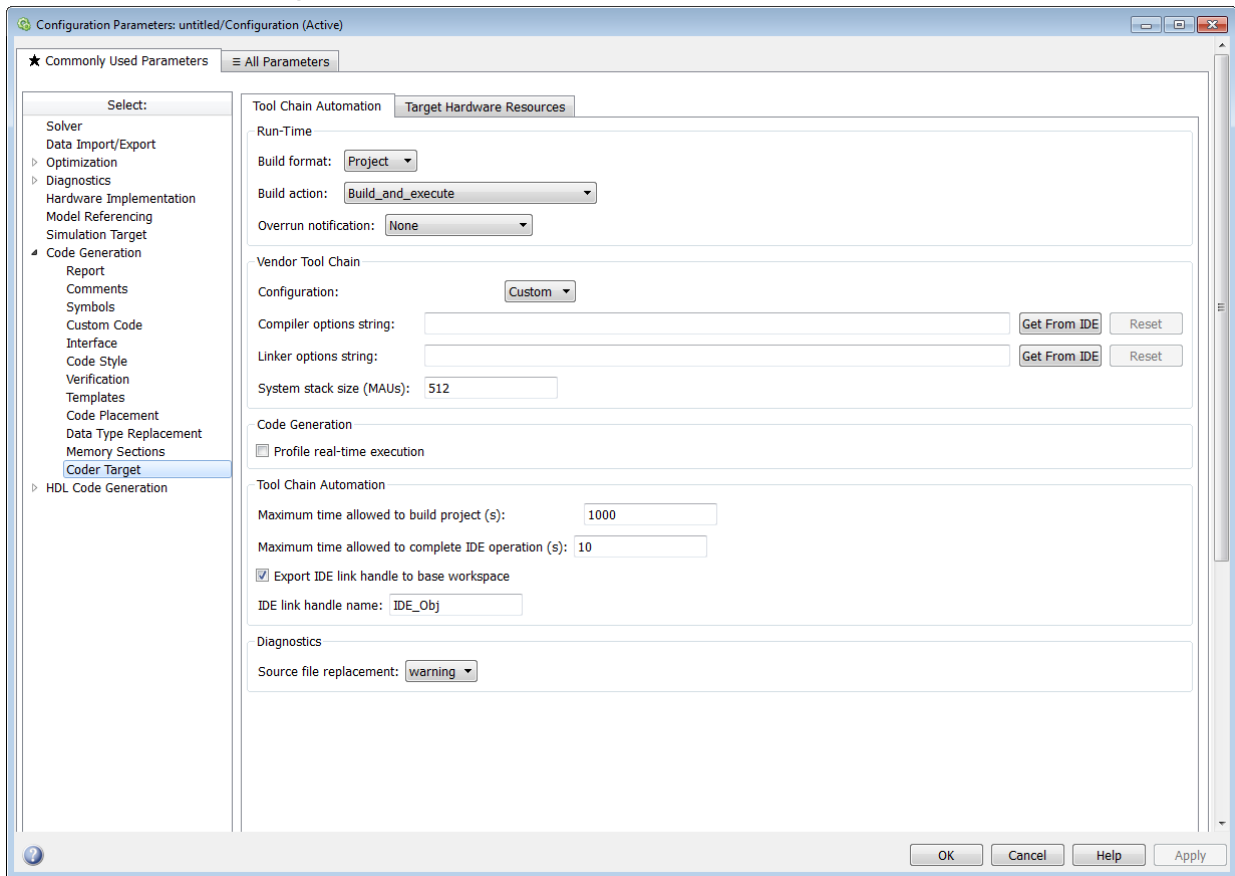 Configuration Parameters: untitled/Configuration (Active)
★ Commonly Used Parameters
≡ All Parameters
Select:
Solver
Data Import/Export
Optimization
Diagnostics
Hardware Implementation
Model Referencing
Simulation Target
Code Generation
Report
Comments
Symbols
Custom Code
Interface
Code Style
Verification
Templates
Code Placement
Data Type Replacement
Memory Sections
Coder Target
HDL Code Generation
Tool Chain Automation
Target Hardware Resources
Run-Time
Build format: Project
Build action: Build_and_execute
Overrun notification: None
Vendor Tool Chain
Configuration: Custom
Compiler options string: Get From IDE Reset
Linker options string: Get From IDE Reset
System stack size (MAUs): 512
Code Generation
Profile real-time execution
Tool Chain Automation
Maximum time allowed to build project (s): 1000
Maximum time allowed to complete IDE operation (s): 10
Export IDE link handle to base workspace
IDE link handle name: IDE_Obj
Diagnostics
Source file replacement: warning
OK Cancel Help Apply